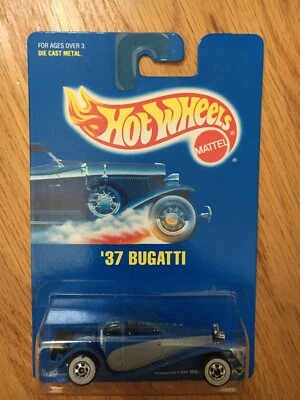 FOR AGES OVER 3.
DIE CAST METAL.
HOT WHEELS
MATTEL
'37 BUGATTI